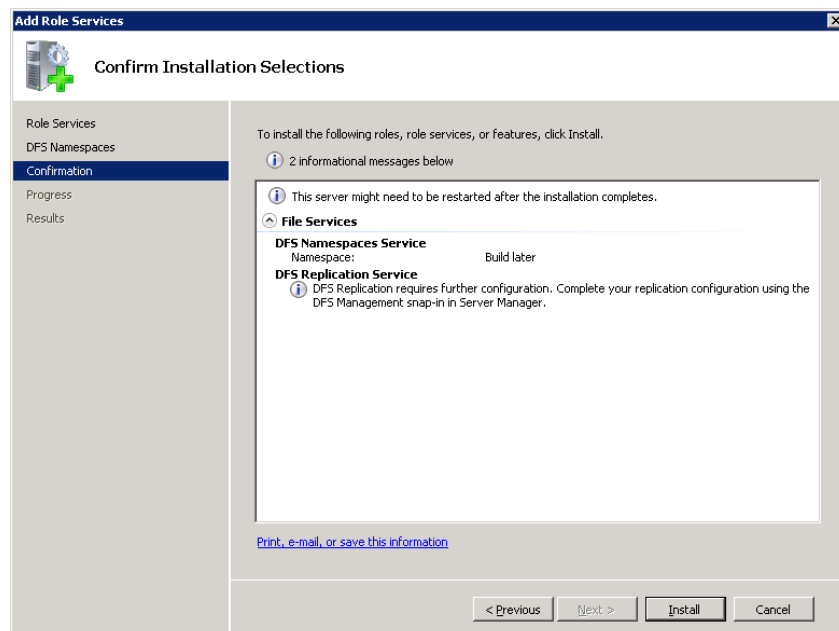 Add Role Services
Confirm Installation Selections
Role Services
DFS Namespaces
Confirmation
Progress
Results
To install the following roles, role services, or features, click Install.
2 informational messages below
This server might need to be restarted after the installation completes.
File Services
DFS Namespaces Service
Namespace: Build later
DFS Replication Service
DFS Replication requires further configuration. Complete your replication configuration using the
DFS Management snap-in in Server Manager.
Print, e-mail, or save this information
< Previous Next > Install Cancel